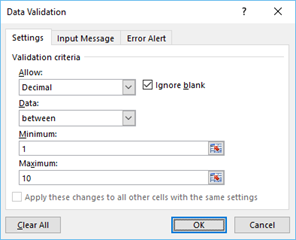 Data Validation ? ×
Settings Input Message Error Alert
Validation criteria
Allow:
Decimal Ignore blank
Data:
between
Minimum:
1
Maximum:
10
Apply these changes to all other cells with the same settings
Clear All OK Cancel